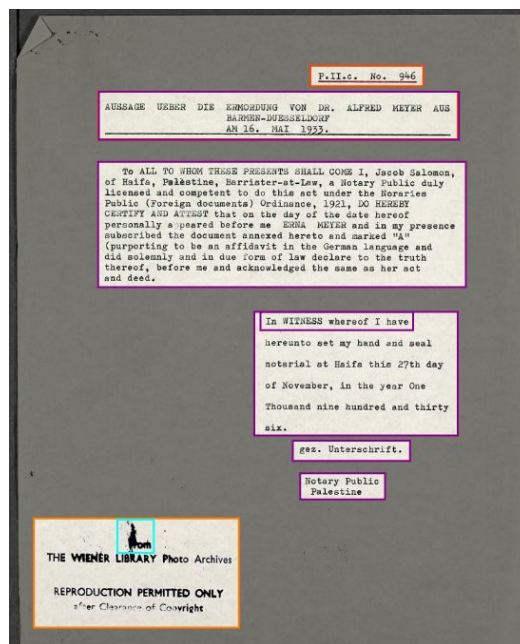 P.II.c. No. 946
AUSSAGE UEBER DIE ERMORDUNG VON DR. ALFRED MEYER AUS
BARMEN-DUESSELDORF
AM 16. MAI 1933.
To ALL TO WHOM THESE PRESENTS SHALL COME I, Jacob Salomon,
of Haifa, Palestine, Barrister-at-Law, a Notary Public duly
licensed and competent to do this act under the Noraries
Public (Foreign documents) Ordinance, 1921, DO HEREBY
CERTIFY AND ATTEST that on the day of the date hereof
personally appeared before me ERNA MEYER and in my presence
subscribed the document annexed hereto and marked "A"
(purporting to be an affidavit in the German language and
did solemnly and in due form of law declare to the truth
thereof, before me and acknowledged the same as her act
and deed.
In WITNESS whereof I have
hereunto set my hand and seal
notarial at Haifa this 27th day
of November, in the year One
Thousand nine hundred and thirty
six.
gez. Unterschrift.
Notary Public
Palestine
from
THE WIENER LIBRARY Photo Archives
REPRODUCTION PERMITTED ONLY
after Clearance of Copyright